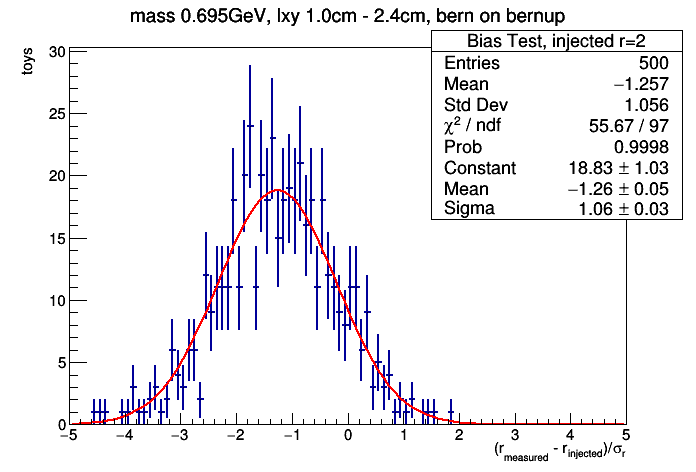 mass 0.695GeV, lxy 1.0cm - 2.4cm, bern on bernup
Bias Test, injected r=2
Entries 500
Mean −1.257
Std Dev 1.056
χ² / ndf 55.67 / 97
Prob 0.9998
Constant 18.83 ± 1.03
Mean −1.26 ± 0.05
Sigma 1.06 ± 0.03
toys
30
25
20
15
10
5
0
−5 −4 −3 −2 −1 0 1 2 3 4 5
(r_measured - r_injected)/σ_r